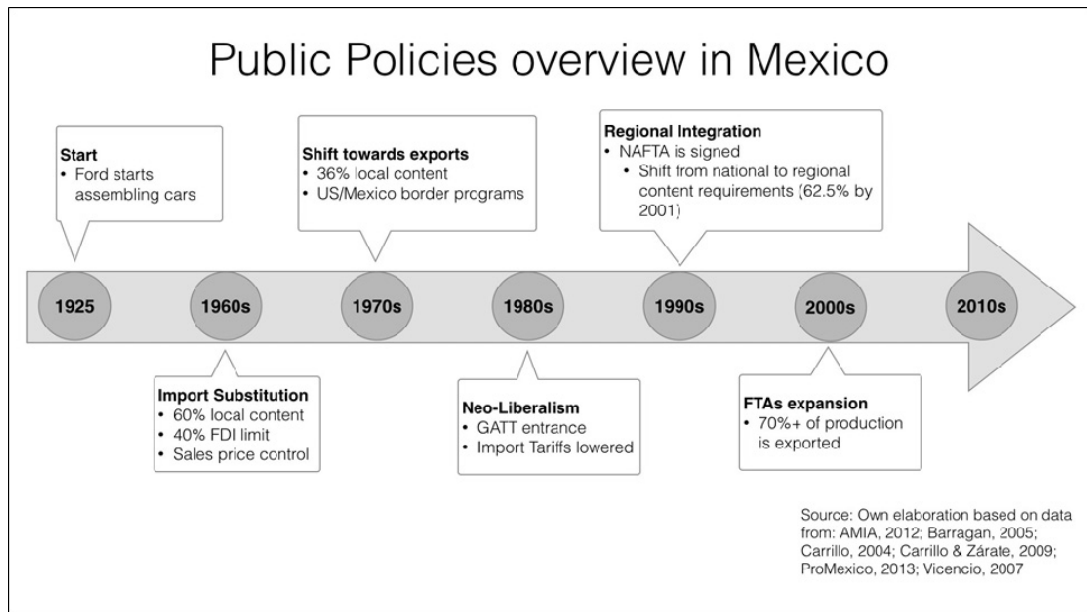 Public Policies overview in Mexico
Start
• Ford starts
assembling cars
Shift towards exports
• 36% local content
• US/Mexico border programs
Regional Integration
• NAFTA is signed
• Shift from national to regional
content requirements (62.5% by
2001)
1925
1960s
1970s
1980s
1990s
2000s
2010s
Import Substitution
• 60% local content
• 40% FDI limit
• Sales price control
Neo-Liberalism
• GATT entrance
• Import Tariffs lowered
FTAs expansion
• 70%+ of production
is exported
Source: Own elaboration based on data
from: AMIA, 2012; Barragan, 2005;
Carrillo, 2004; Carrillo & Zárate, 2009;
ProMexico, 2013; Vicencio, 2007